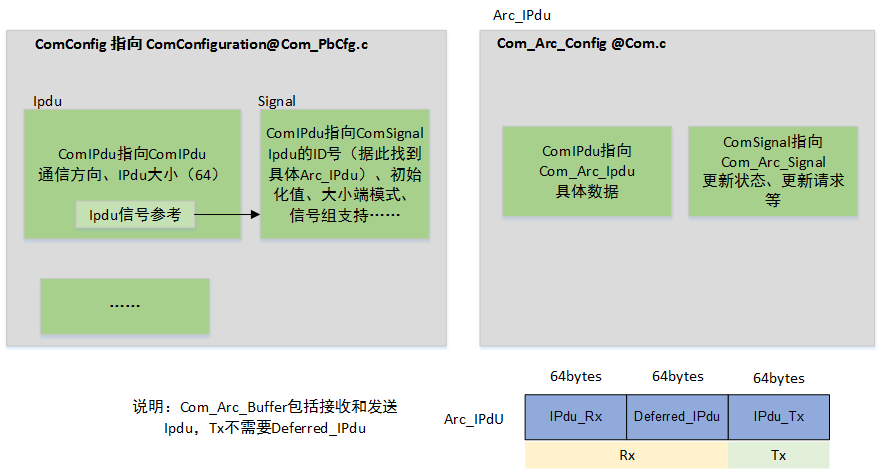 ComConfig 指向 ComConfiguration@Com_PbCfg.c
Ipdu
ComIPdu指向ComIPdu
通信方向、IPdu大小（64）
Ipdu信号参考
Signal
ComIPdu指向ComSignal
Ipdu的ID号（据此找到
具体Arc_IPdu）、初始
化值、大小端模式、
信号组支持……
……
Arc_IPdu
Com_Arc_Config @Com.c
ComIPdu指向
Com_Arc_Ipdu
具体数据
ComSignal指向
Com_Arc_Signal
更新状态、更新请求
等
说明：Com_Arc_Buffer包括接收和发送
Ipdu，Tx不需要Deferred_IPdu
64bytes
64bytes
64bytes
Arc_IPdU
IPdu_Rx
Deferred_IPdu
IPdu_Tx
Rx
Tx